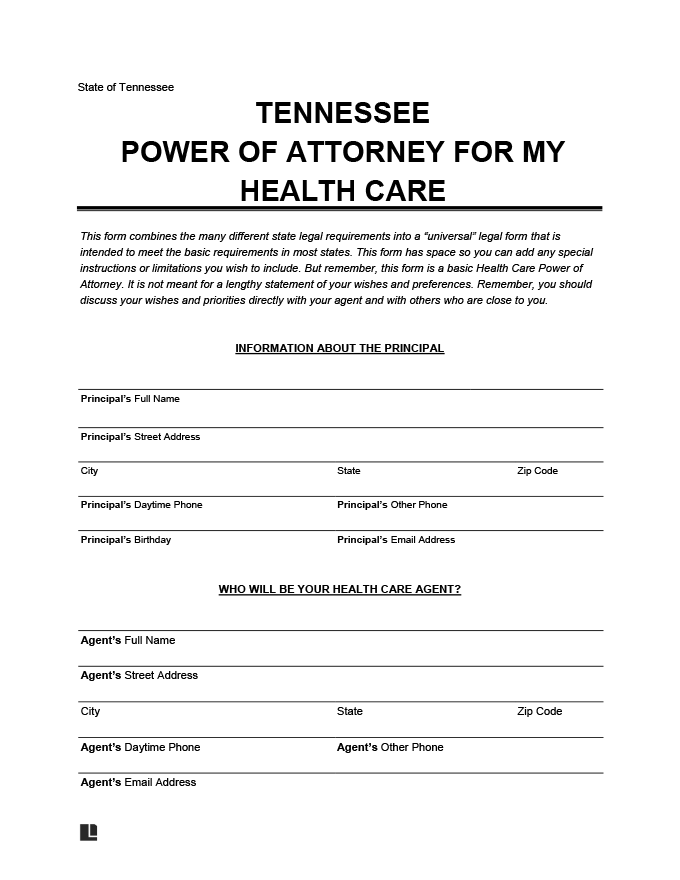 State of Tennessee
TENNESSEE
POWER OF ATTORNEY FOR MY
HEALTH CARE
This form combines the many different state legal requirements into a “universal” legal form that is
intended to meet the basic requirements in most states. This form has space so you can add any special
instructions or limitations you wish to include. But remember, this form is a basic Health Care Power of
Attorney. It is not meant for a lengthy statement of your wishes and preferences. Remember, you should
discuss your wishes and priorities directly with your agent and with others who are close to you.
INFORMATION ABOUT THE PRINCIPAL
Principal’s Full Name
Principal’s Street Address
City State Zip Code
Principal’s Daytime Phone Principal’s Other Phone
Principal’s Birthday Principal’s Email Address
WHO WILL BE YOUR HEALTH CARE AGENT?
Agent’s Full Name
Agent’s Street Address
City State Zip Code
Agent’s Daytime Phone Agent’s Other Phone
Agent’s Email Address